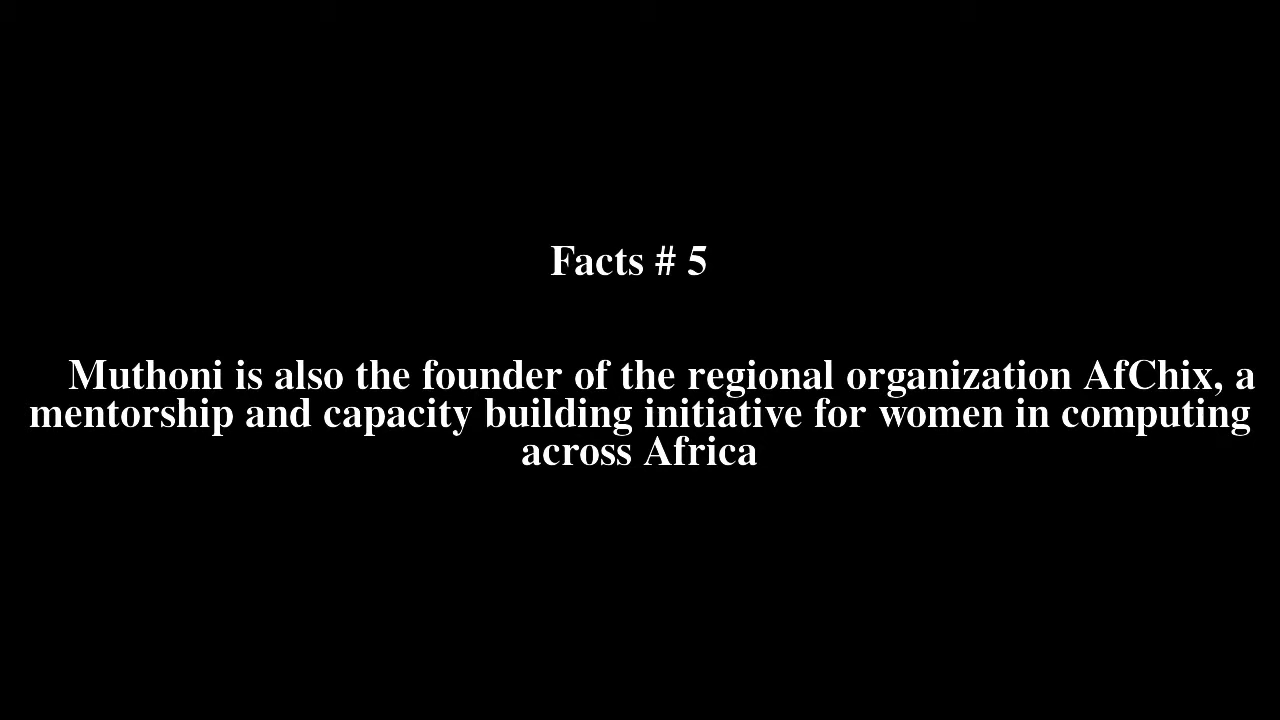 Facts # 5
Muthoni is also the founder of the regional organization AfChix, a
mentorship and capacity building initiative for women in computing
across Africa